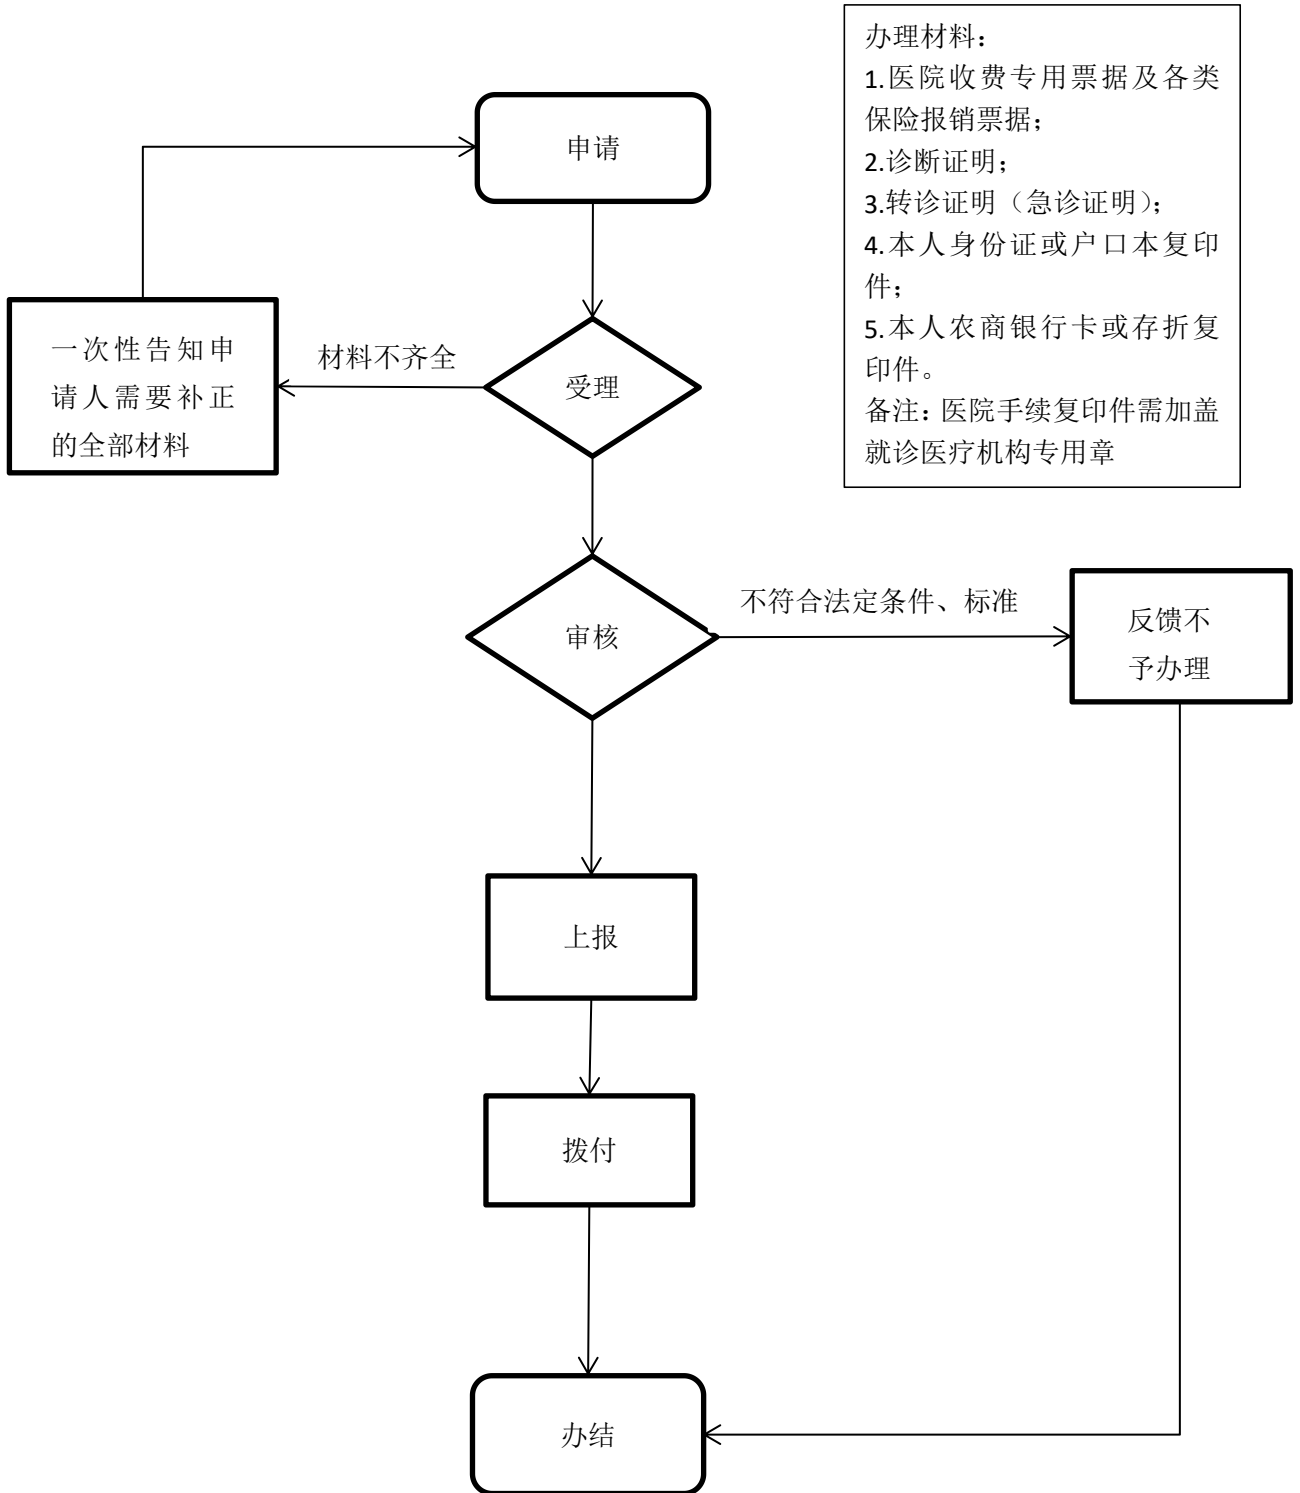 办理材料：
1.医院收费专用票据及各类
保险报销票据；
2.诊断证明；
3.转诊证明（急诊证明）；
4.本人身份证或户口本复印
件；
5.本人农商银行卡或存折复
印件。
备注：医院手续复印件需加盖
就诊医疗机构专用章
申请
一次性告知申
请人需要补正
的全部材料
材料不齐全
受理
审核
不符合法定条件、标准
反馈不
予办理
上报
拨付
办结